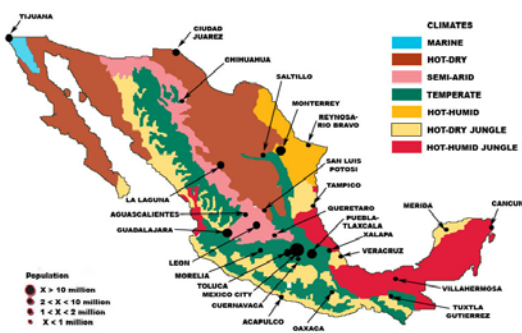 TIJUANA
CIUDAD
JUAREZ
CHIHUAHUA
SALTILLO
MONTERREY
REYNOSA-
RIO BRAVO
SAN LUIS
POTOSI
LA LAGUNA
TAMPICO
AGUASCALIENTES
QUERETARO
GUADALAJARA
PUEBLA-
TLAXCALA
MERIDA
CANCUN
LEON
XALAPA
MORELIA
VERACRUZ
TOLUCA
MEXICO CITY
VILLAHERMOSA
CUERNAVACA
TUXTLA
GUTIERREZ
ACAPULCO
OAXACA
CLIMATES
MARINE
HOT-DRY
SEMI-ARID
TEMPERATE
HOT-HUMID
HOT-DRY JUNGLE
HOT-HUMID JUNGLE
Population
X > 10 million
2 < X < 10 million
1 < X < 2 million
X < 1 million